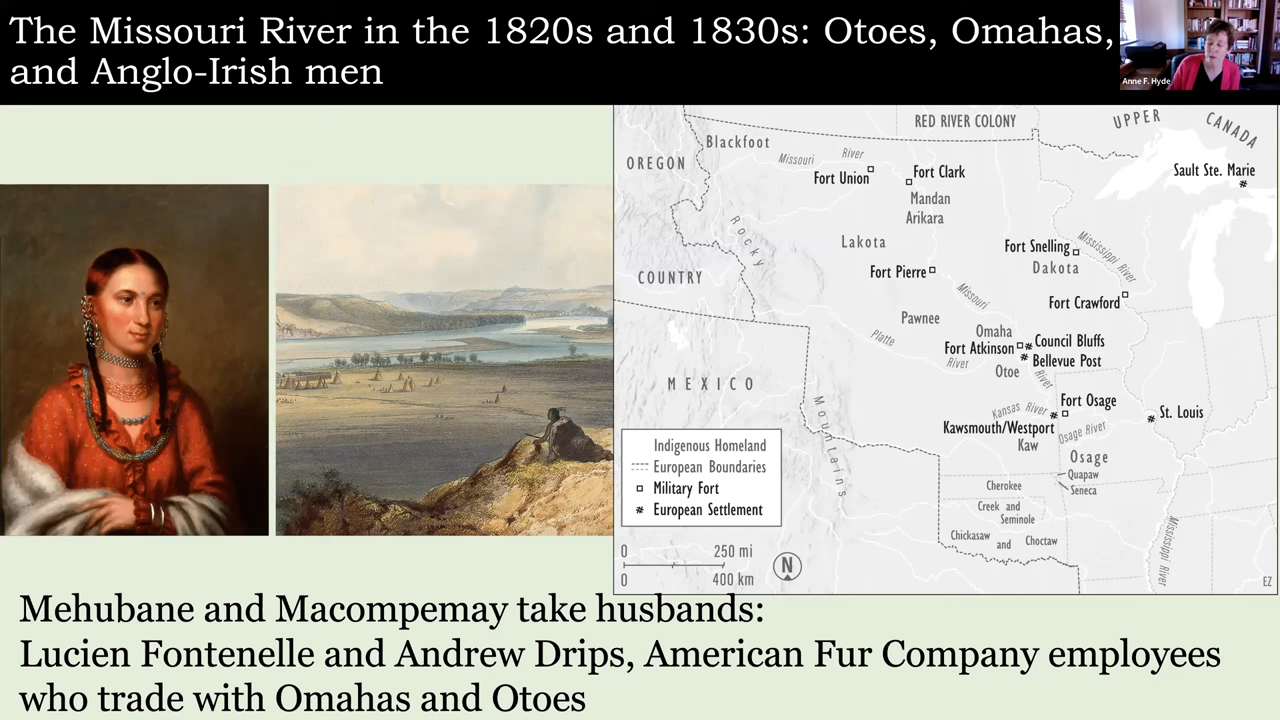 The Missouri River in the 1820s and 1830s: Otoes, Omahas,
and Anglo-Irish men
Anne F. Hyde
RED RIVER COLONY
UPPER CANADA
Blackfoot
OREGON
Missouri River
Fort Union
Fort Clark
Sault Ste. Marie
Mandan
Arikara
Rocky
Lakota
Fort Snelling
Mississippi River
Dakota
COUNTRY
Fort Pierre
Missouri
Fort Crawford
Pawnee
Platte
River
Omaha
Fort Atkinson
Council Bluffs
Bellevue Post
Otoe
River
MEXICO
Mountains
Kansas River
Fort Osage
St. Louis
Kawsmouth/Westport
Osage River
Kaw
Osage
Quapaw
Seneca
Cherokee
Creek and
Seminole
Chickasaw
and
Choctaw
Mississippi River
Indigenous Homeland
European Boundaries
Military Fort
European Settlement
0 250 mi
0 400 km
N
EZ
Mehubane and Macompemay take husbands:
Lucien Fontenelle and Andrew Drips, American Fur Company employees
who trade with Omahas and Otoes